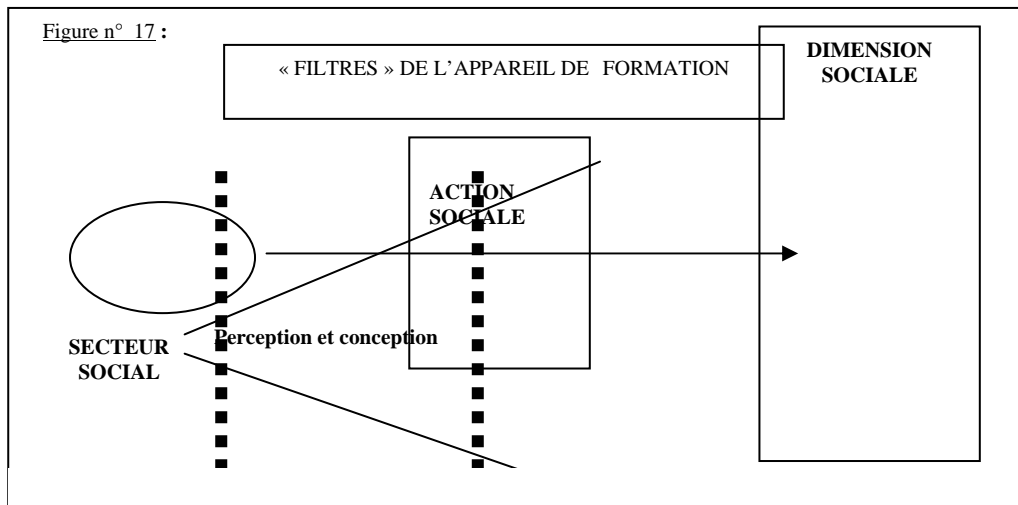 Figure n° 17 :
« FILTRES » DE L'APPAREIL DE FORMATION
DIMENSION
SOCIALE
ACTION
SOCIALE
Perception et conception
SECTEUR
SOCIAL